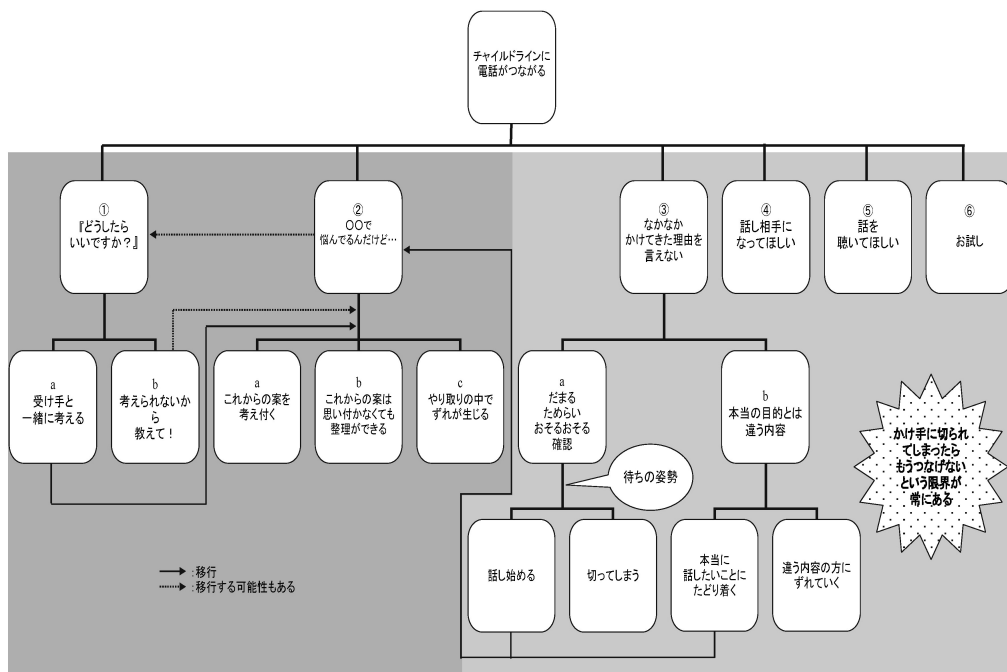 チャイルドラインに
電話がつながる
①
『どうしたら
いいですか？』
②
〇〇で
悩んでるんだけど…
③
なかなか
かけてきた理由を
言えない
④
話し相手に
なってほしい
⑤
話を
聴いてほしい
⑥
お試し
a
受け手と
一緒に考える
b
考えられない
から
教えて！
a
これからの案を
考え付く
b
これからの案は
思い付かなくても
整理ができる
c
やり取りの中で
ずれが生じる
a
だまる
ためらい
おそるおそる
確認
b
本当の目的とは
違う内容
かけ手に切られ
てしまったら
もうつなげない
という限界が
常にある
待ちの姿勢
話し始める
切ってしまう
本当に
話したいことに
たどり着く
違う内容の方に
ずれていく
:移行
:移行する可能性もある